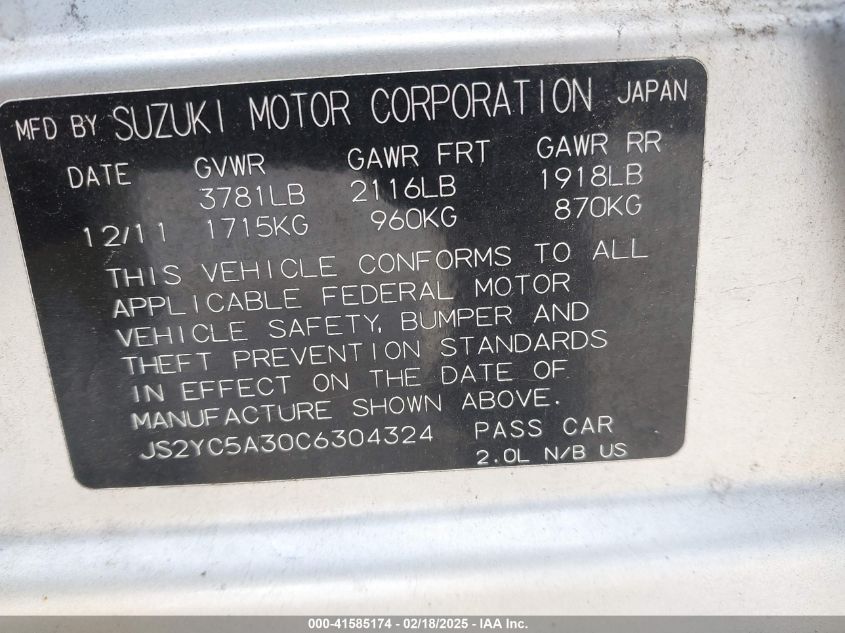 MFD BY SUZUKI MOTOR CORPORATION JAPAN
DATE GVWR GAWR FRT GAWR RR
3781LB 2116LB 1918LB
12/11 1715KG 960KG 870KG
THIS VEHICLE CONFORMS TO ALL
APPLICABLE FEDERAL MOTOR
VEHICLE SAFETY, BUMPER AND
THEFT PREVENTION STANDARDS
IN EFFECT ON THE DATE OF
MANUFACTURE SHOWN ABOVE.
JS2YC5A30C6304324 PASS CAR
2.0L N/B US
000-41585174 - 02/18/2025 - IAA Inc.